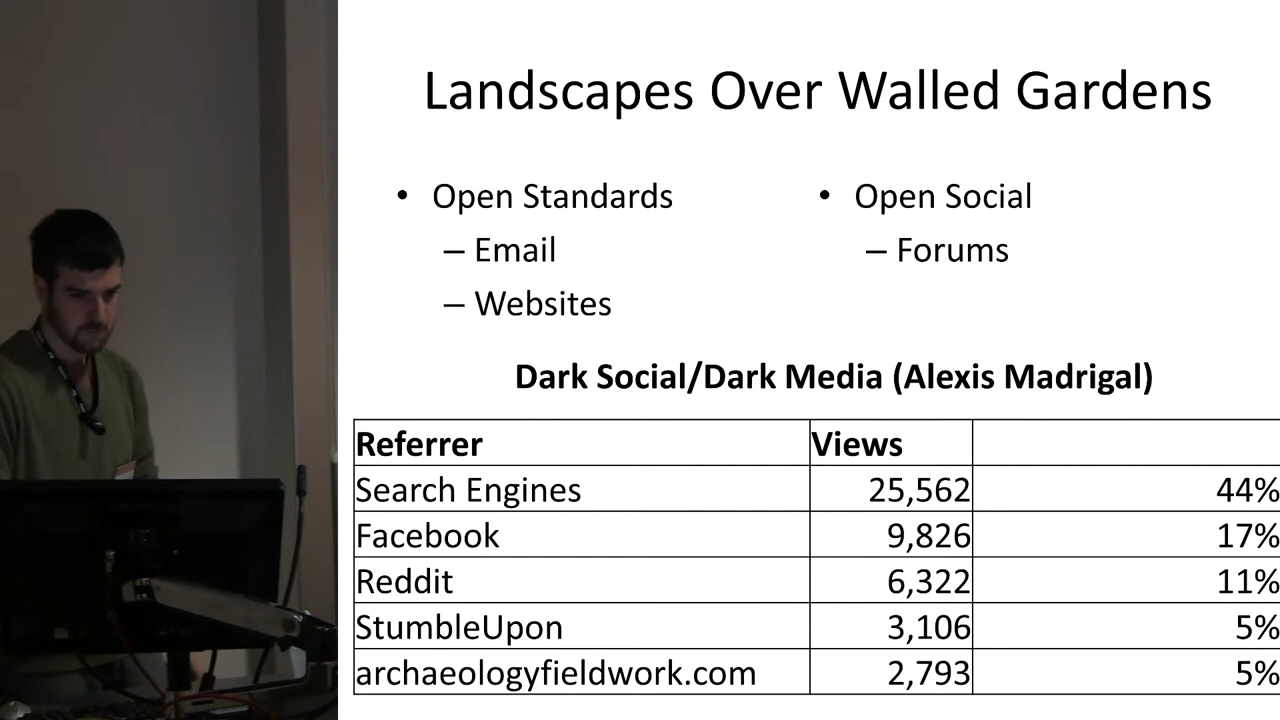 Landscapes Over Walled Gardens
• Open Standards
– Email
– Websites
• Open Social
– Forums
Dark Social/Dark Media (Alexis Madrigal)
Referrer Views
Search Engines 25,562 44%
Facebook 9,826 17%
Reddit 6,322 11%
StumbleUpon 3,106 5%
archaeologyfieldwork.com 2,793 5%